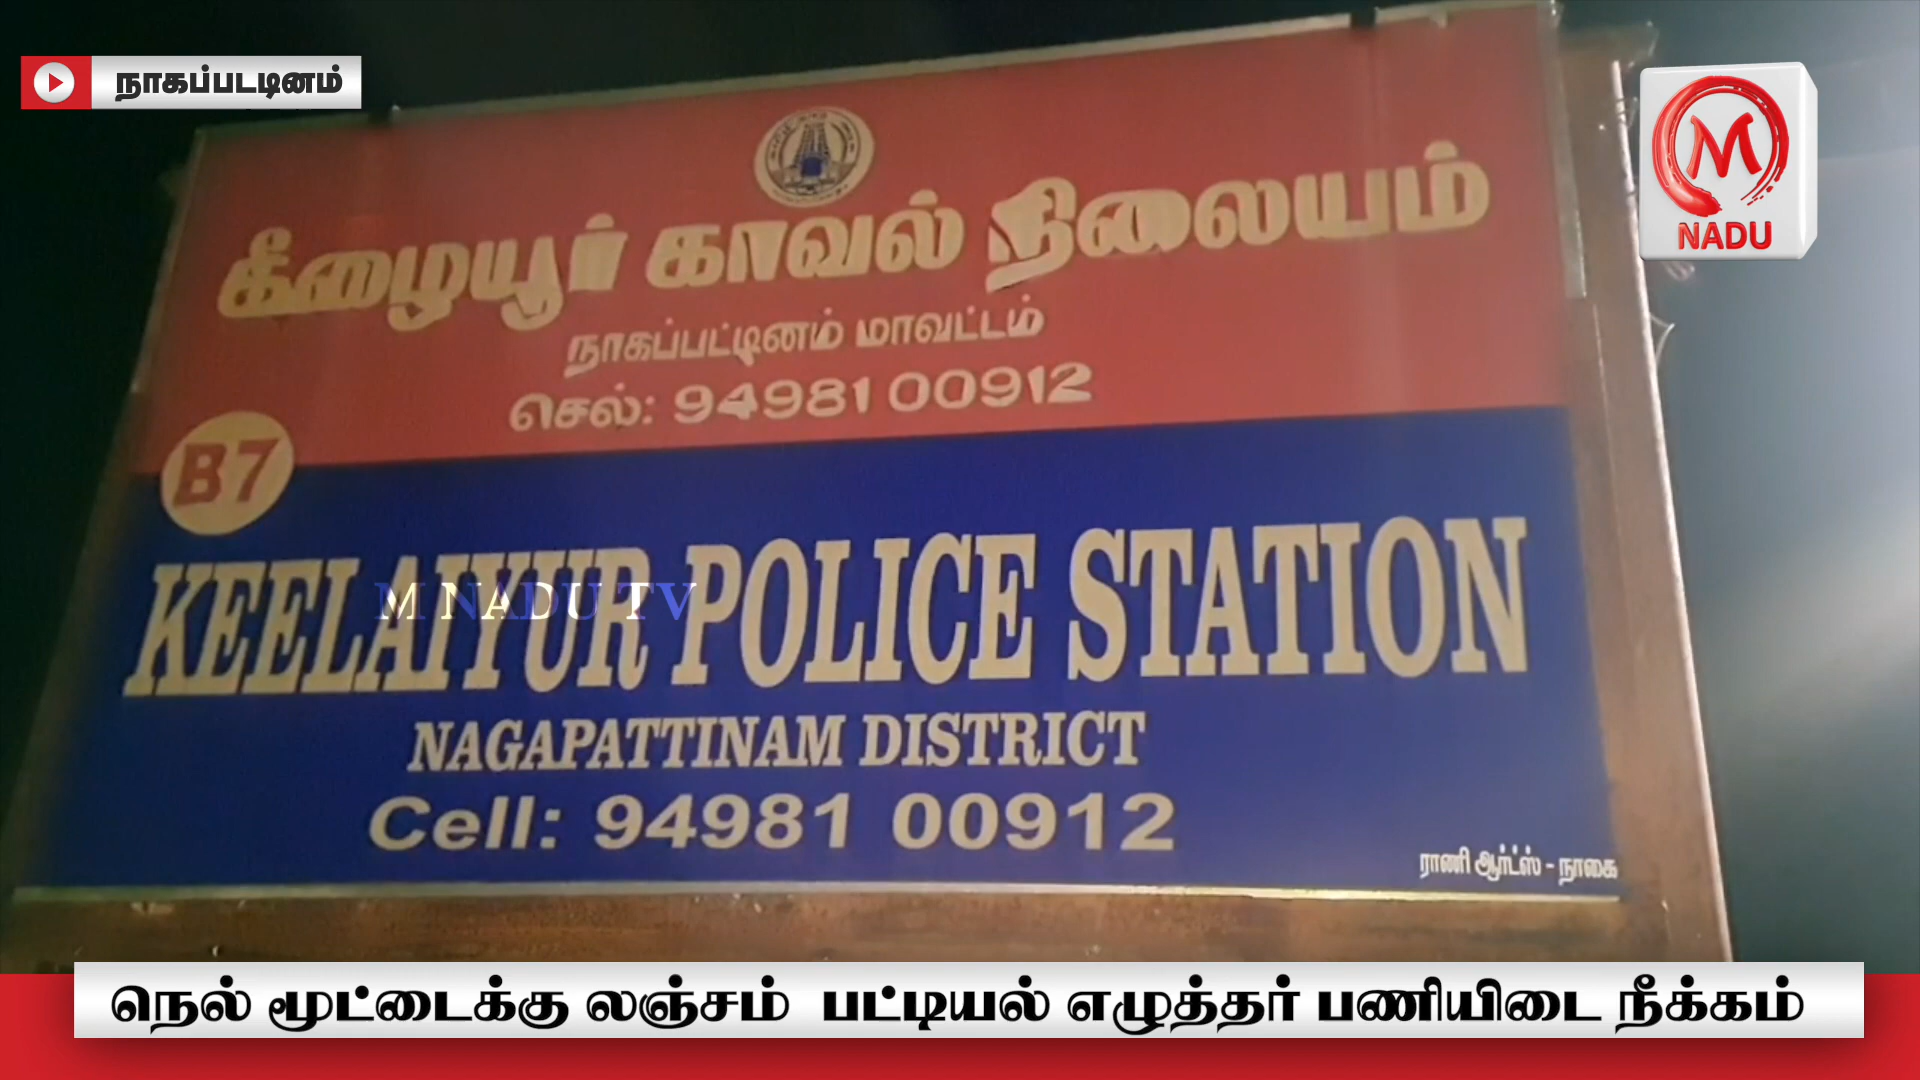 நாகப்படடினம்
M
NADU
கீழையூர் காவல் நிலையம்
நாகப்பட்டினம் மாவட்டம்
செல்: 94981 00912
B7
KEELAIYUR POLICE STATION
M NADU TV
NAGAPATTINAM DISTRICT
Cell: 94981 00912
ராணி ஆர்ட்ஸ் - நாகை
நெல் மூட்டைக்கு லஞ்சம் பட்டியல் எழுத்தர் பணியிடை நீக்கம்